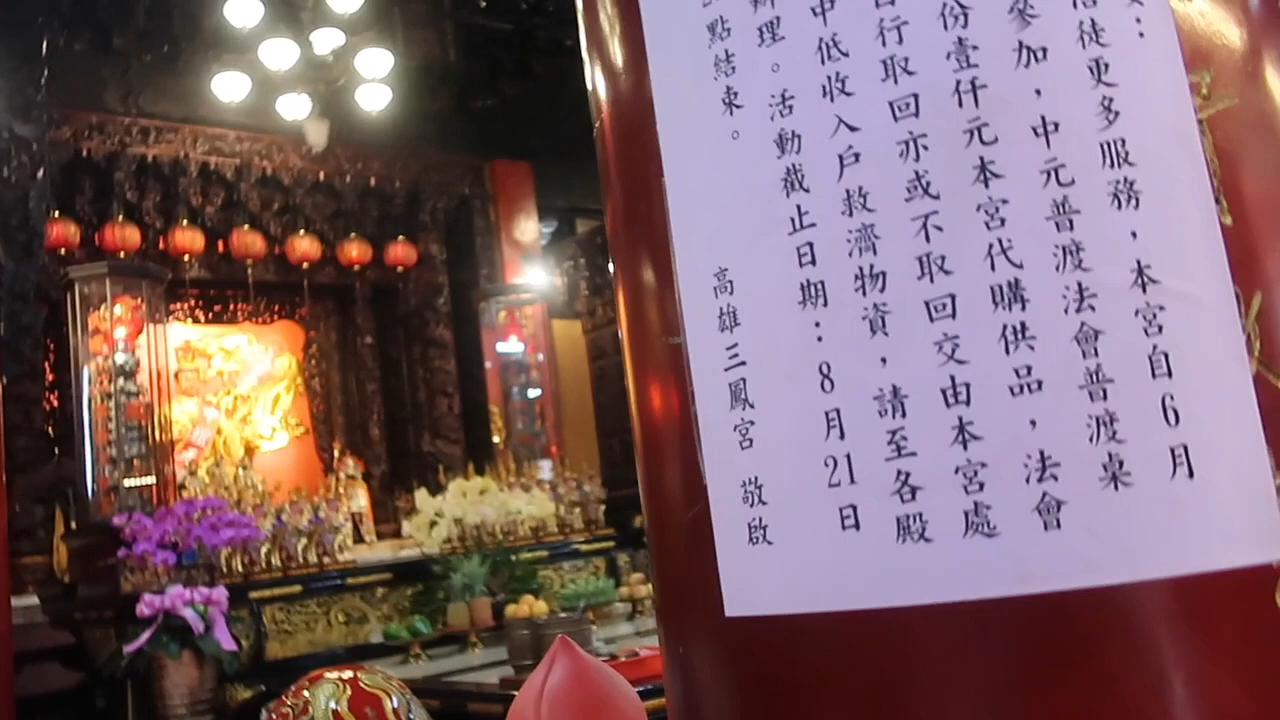 ：
信徒更多服務，本宮自6月
參加，中元普渡法會普渡桌
份壹仟元本宮代購供品，法會
行取回亦或不取回交由本宮處
中低收入戶救濟物資，請至各殿
辦理。活動截止日期：8月21日
點結束。
高雄三鳳宮 敬啟